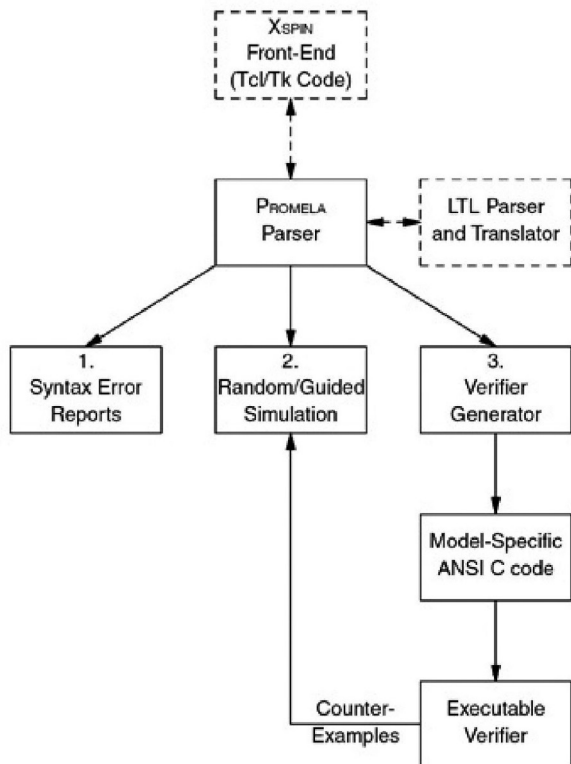 XSPIN
Front-End
(Tcl/Tk Code)
PROMELA
Parser
LTL Parser
and Translator
1.
Syntax Error
Reports
2.
Random/Guided
Simulation
3.
Verifier
Generator
Model-Specific
ANSI C code
Counter-
Examples
Executable
Verifier